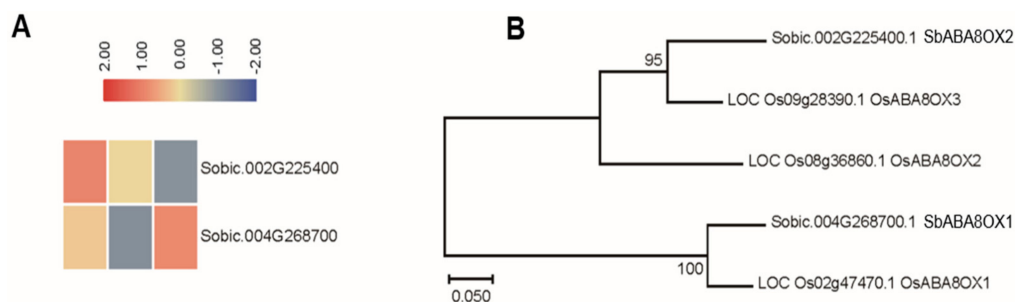 A
2.00
1.00
0.00
-1.00
-2.00
Sobic.002G225400
Sobic.004G268700
B
Sobic.002G225400.1 SbABA8OX2
95
LOC Os09g28390.1 OsABA8OX3
LOC Os08g36860.1 OsABA8OX2
Sobic.004G268700.1 SbABA8OX1
100
LOC Os02g47470.1 OsABA8OX1
0.050